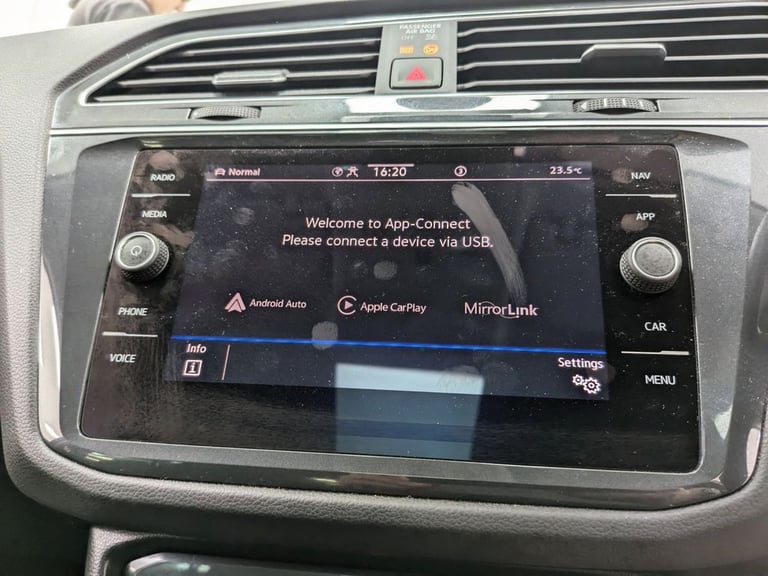 PASSENGER
AIR BAG
OFF
RADIO
MEDIA
PHONE
VOICE
Normal
16:20
3
23.5°C
Welcome to App-Connect
Please connect a device via USB.
Android Auto
Apple CarPlay
MirrorLink
Info
i
Settings
NAV
APP
CAR
MENU